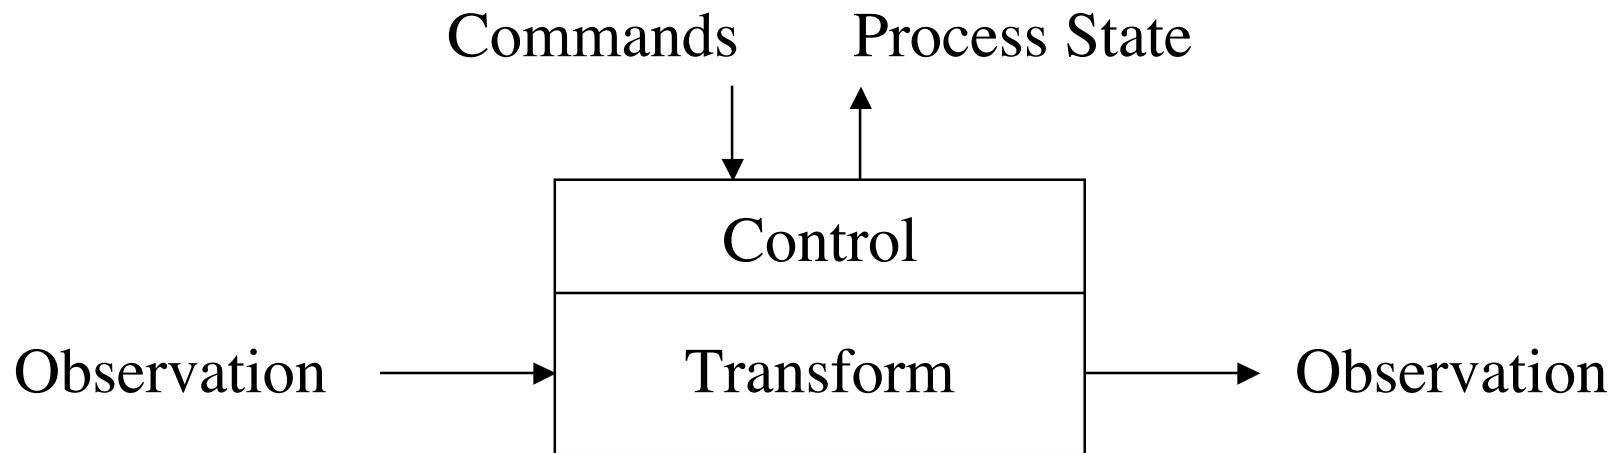 Commands Process State
Control
Observation Transform Observation